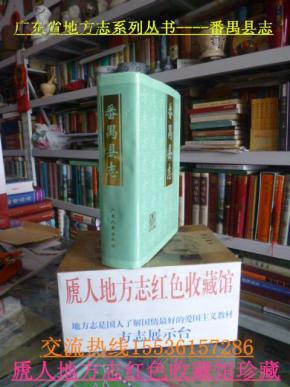 广东省地方志系列丛书----番禺县志
番禺县志
番禺县志
虒人地方志红色收藏馆
地方志是国人了解国情最好的爱国主义教材
方志展示台
交流热线15536157286
虒人地方志红色收藏馆珍藏